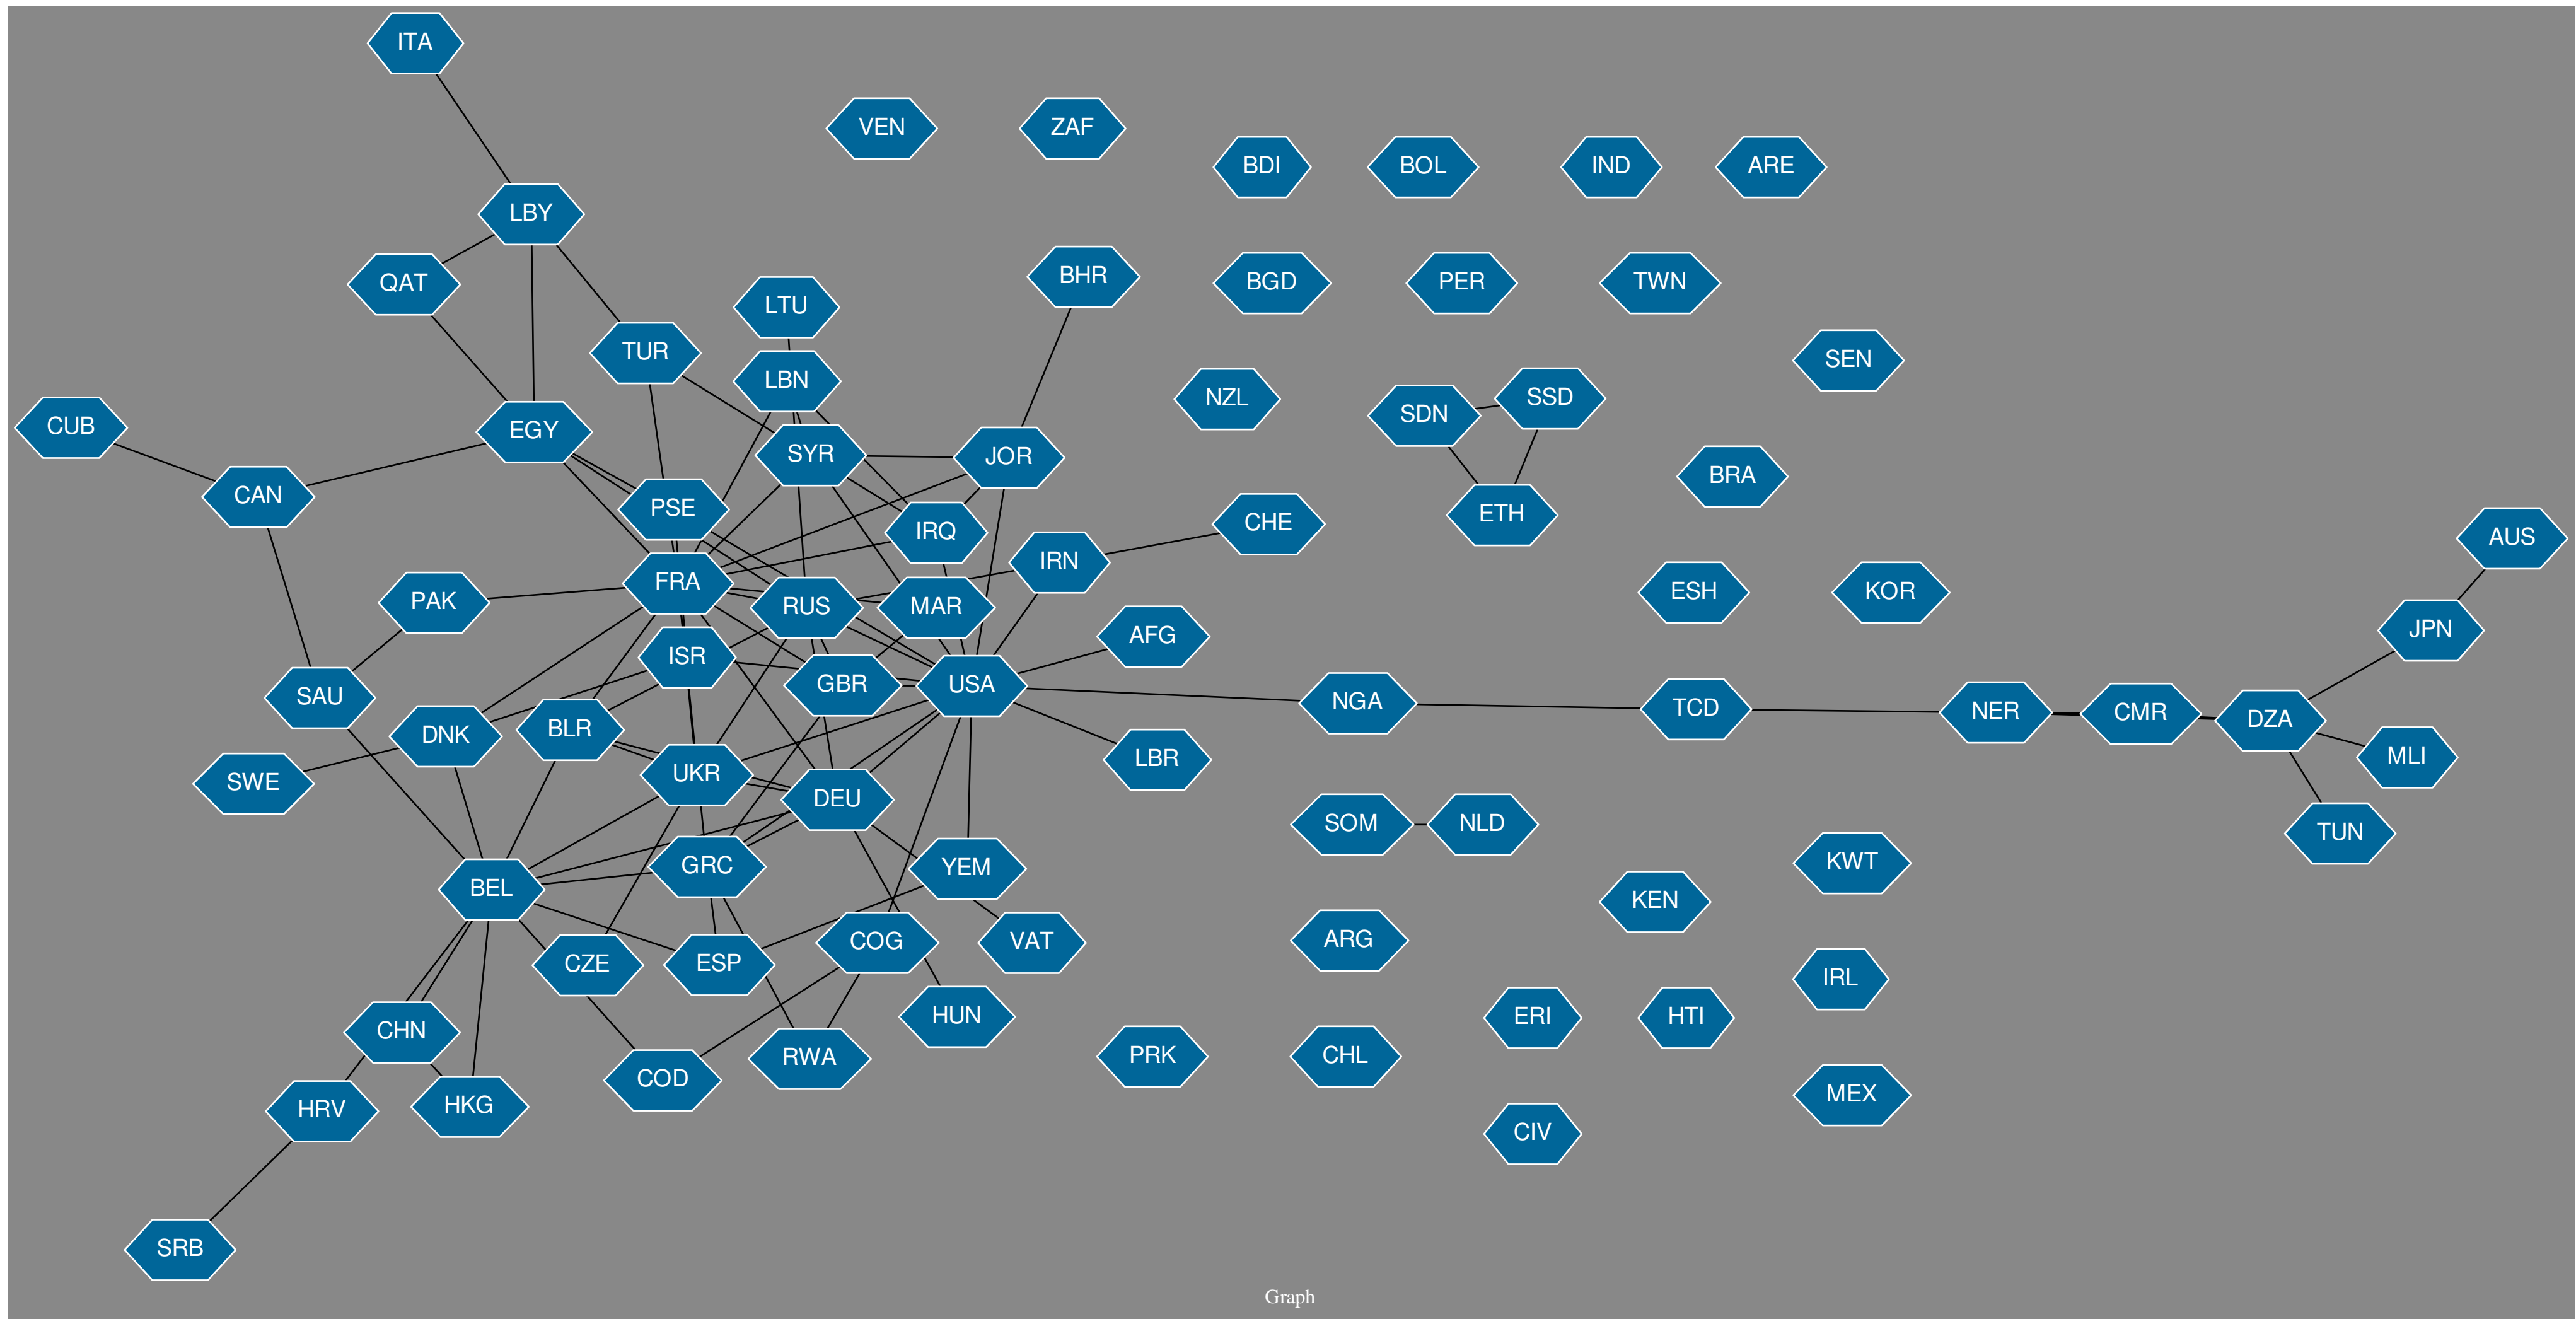 ITA
VEN
ZAF
BDI
BOL
IND
ARE
LBY
QAT
BHR
BGD
PER
TWN
LTU
TUR
SEN
LBN
NZL
SDN
SSD
CUB
EGY
SYR
JOR
BRA
CAN
PSE
ETH
CHE
IRQ
AUS
IRN
FRA
PAK
RUS
MAR
ESH
KOR
AFG
JPN
ISR
SAU
GBR
USA
NGA
TCD
NER
CMR
DZA
DNK
BLR
LBR
MLI
SWE
UKR
DEU
SOM
NLD
TUN
GRC
YEM
KWT
BEL
KEN
CZE
ESP
COG
VAT
ARG
IRL
CHN
HUN
ERI
HTI
RWA
PRK
CHL
COD
HRV
HKG
MEX
CIV
SRB
Graph